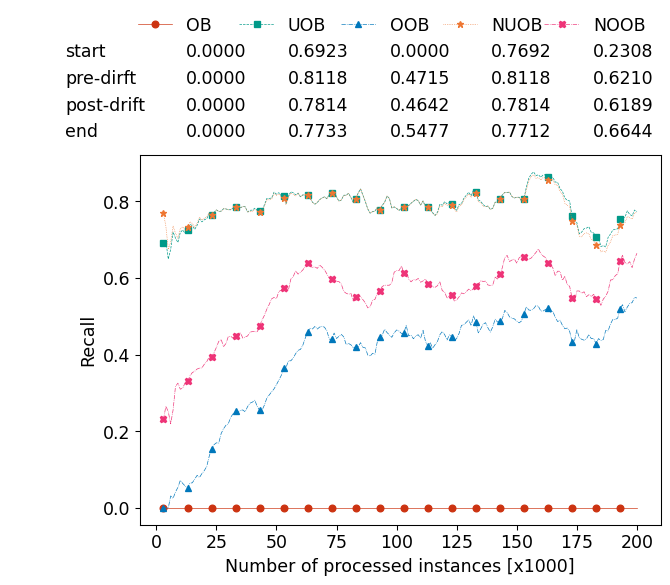 OB UOB OOB NUOB NOOB
start 0.0000 0.6923 0.0000 0.7692 0.2308
pre-dirft 0.0000 0.8118 0.4715 0.8118 0.6210
post-drift 0.0000 0.7814 0.4642 0.7814 0.6189
end 0.0000 0.7733 0.5477 0.7712 0.6644
0.8
0.6
0.4
0.2
0.0
Recall
0 25 50 75 100 125 150 175 200
Number of processed instances [x1000]